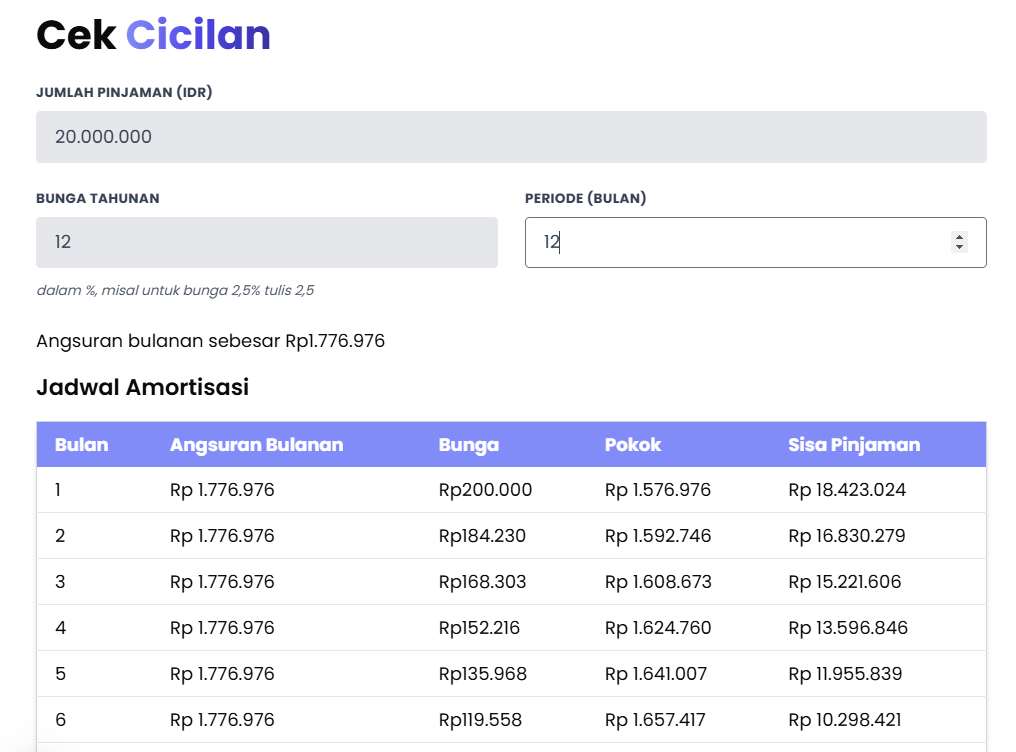 Cek Cicilan
JUMLAH PINJAMAN (IDR)
20.000.000
BUNGA TAHUNAN
PERIODE (BULAN)
12
12
dalam %, misal untuk bunga 2,5% tulis 2,5
Angsuran bulanan sebesar Rp1.776.976
Jadwal Amortisasi
Bulan Angsuran Bulanan Bunga Pokok Sisa Pinjaman
1 Rp 1.776.976 Rp200.000 Rp 1.576.976 Rp 18.423.024
2 Rp 1.776.976 Rp184.230 Rp 1.592.746 Rp 16.830.279
3 Rp 1.776.976 Rp168.303 Rp 1.608.673 Rp 15.221.606
4 Rp 1.776.976 Rp152.216 Rp 1.624.760 Rp 13.596.846
5 Rp 1.776.976 Rp135.968 Rp 1.641.007 Rp 11.955.839
6 Rp 1.776.976 Rp119.558 Rp 1.657.417 Rp 10.298.421